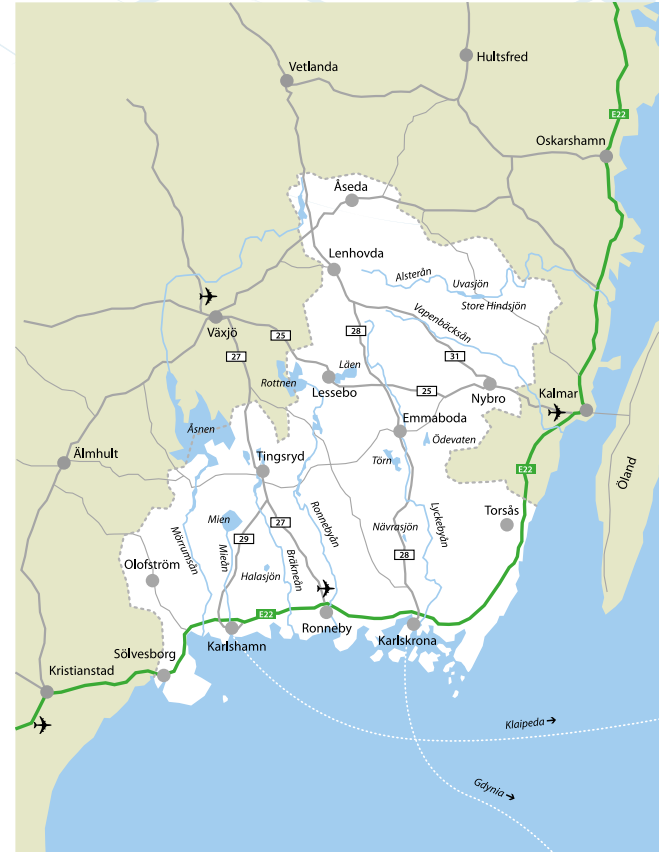 Hultsfred
Vetlanda
E22
Oskarshamn
Åseda
Lenhovda
Alsterån
Uvasjön
Store Hindsjön
Vapenbäcksån
Växjö
28
25
27
31
Läen
Rottnen
Lessebo
25
Nybro
Kalmar
Åsnen
Emmaboda
Ödevaten
Älmhult
Tingsryd
Törn
E22
Öland
Mörrumsån
Mien
Mieån
29
27
Ronnebyån
Bräkneån
Halasjön
Nävrasjön
Lyckebyån
Torsås
28
Olofström
E22
Ronneby
Karlshamn
Karlskrona
Sölvesborg
Kristianstad
Klaipeda →
Gdynia →